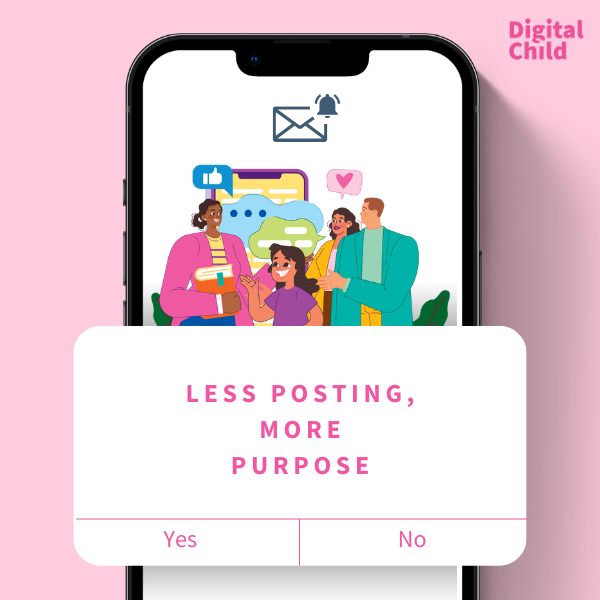 Digital
Child
LESS POSTING,
MORE
PURPOSE
Yes
No